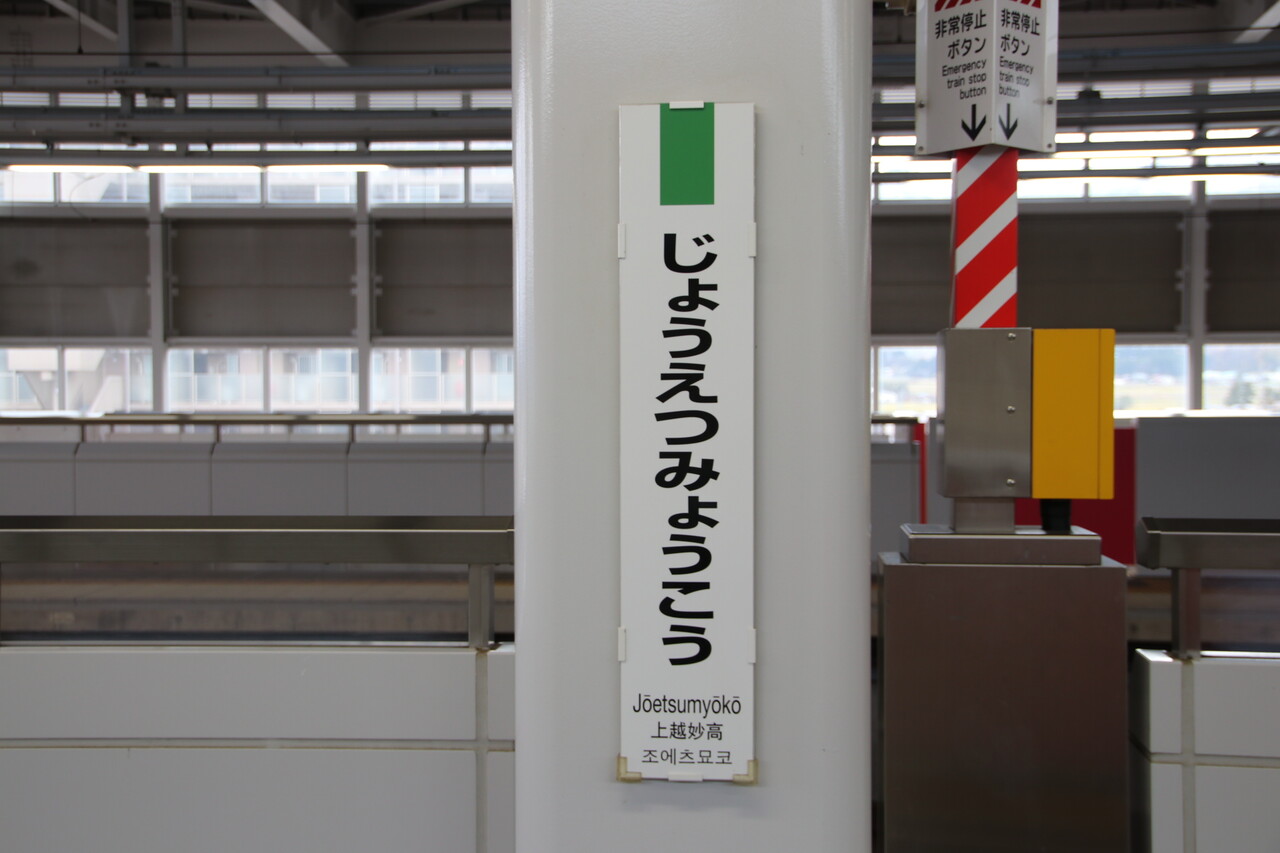 じょうえつみょうこう
Jōetsumyōkō
上越妙高
조에츠묘코
非常停止
ボタン
Emergency
train stop
button
↓
非常停止
ボタン
Emergency
train stop
button
↓